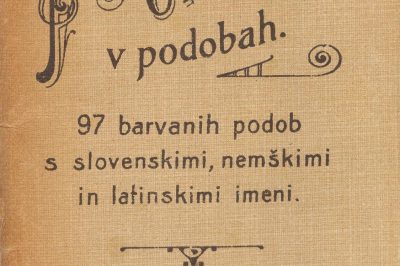 v podobah.
97 barvanih podob
s slovenskimi, nemškimi
in latinskimi imeni.